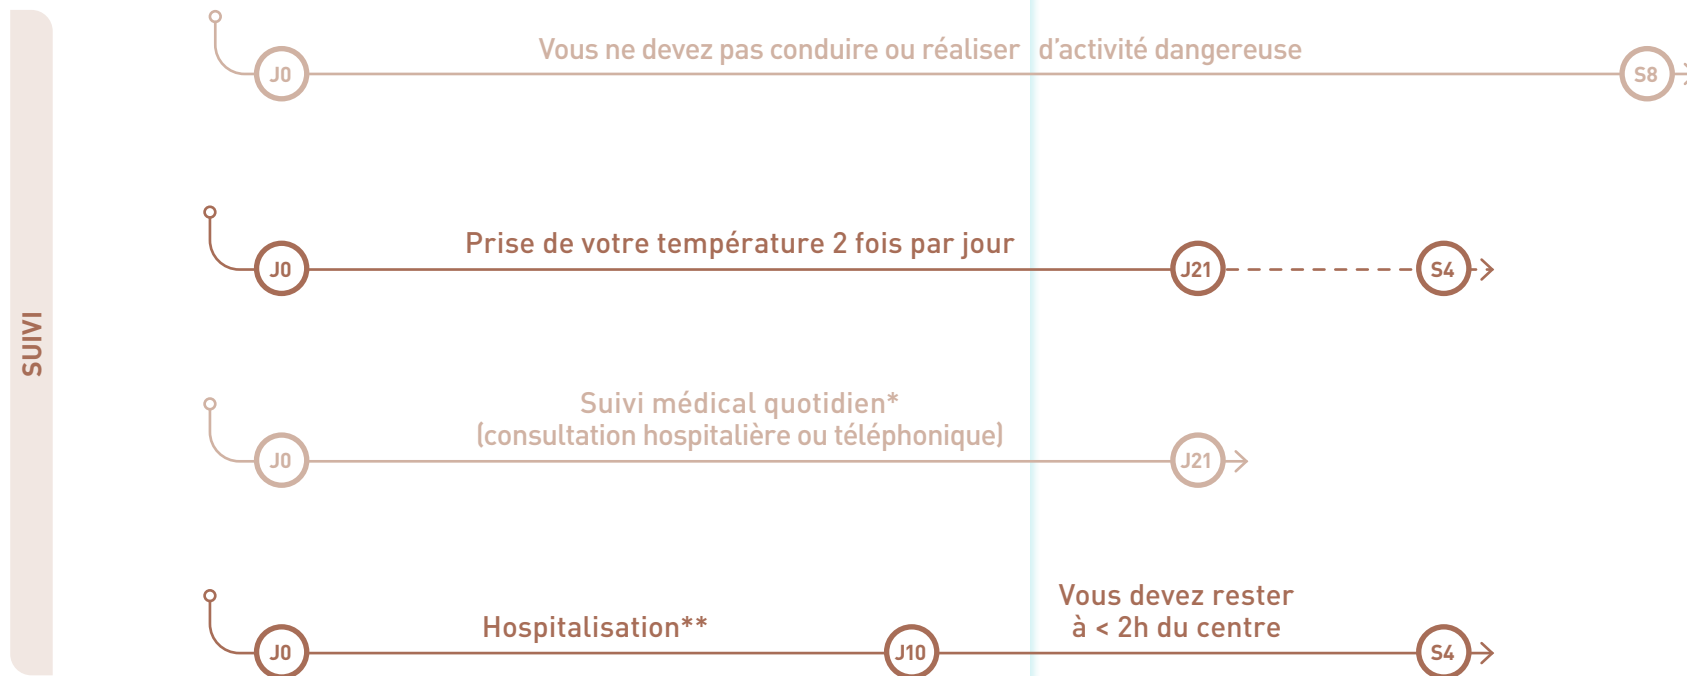 SUIVI
Vous ne devez pas conduire ou réaliser d’activité dangereuse
J0
S8
Prise de votre température 2 fois par jour
J0
J21
S4
Suivi médical quotidien*
(consultation hospitalière ou téléphonique)
J0
J21
Hospitalisation**
Vous devez rester
à < 2h du centre
J0
J10
S4